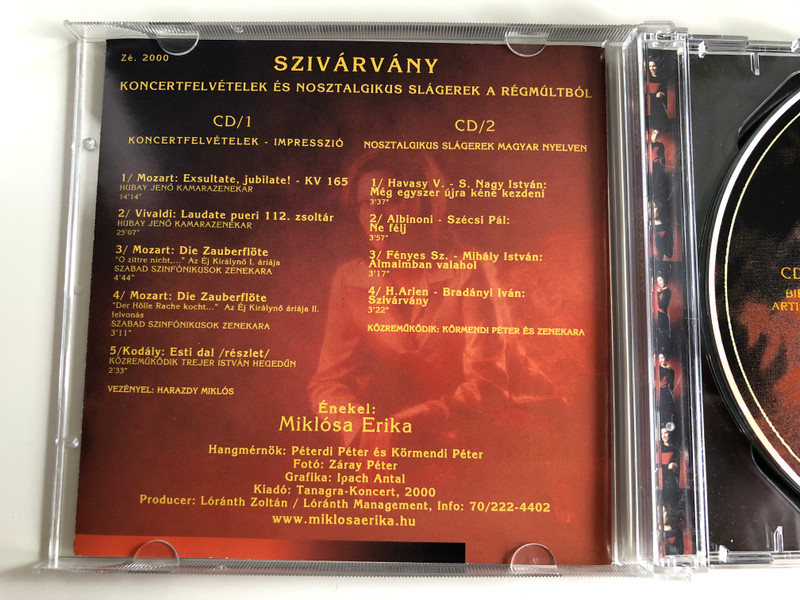 Zé. 2000
SZIVÁRVÁNY
KONCERTFELVÉTELEK ÉS NOSZTALGIKUS SLÁGEREK A RÉGMÚLTBÓL
CD/1
KONCERTFELVÉTELEK - IMPRESSZIÓ
1/ Mozart: Exsultate, jubilate! - KV 165
HUBAY JENŐ KAMARAZENEKAR
14'14"
2/ Vivaldi: Laudate pueri 112. zsoltár
HUBAY JENŐ KAMARAZENEKAR
25'07"
3/ Mozart: Die Zauberflöte
"O zittre nicht,..." Az Éj Királynő I. áriája
SZABAD SZINFÓNIKUSOK ZENEKARA
4'44"
4/ Mozart: Die Zauberflöte
"Der Hölle Rache kocht..." Az Éj Királynő áriája II.
felvonás
SZABAD SZINFÓNIKUSOK ZENEKARA
3'11"
5/Kodály: Esti dal /részlet/
KÖZREMŰKÖDIK TREJER ISTVÁN HEGEDŰN
2'33"
VEZÉNYEL: HARAZDY MIKLÓS
CD/2
NOSZTALGIKUS SLÁGEREK MAGYAR NYELVEN
1/ Havasy V. - S. Nagy István:
Még egyszer újra kéne kezdeni
3'37"
2/ Albinoni - Szécsi Pál:
Ne félj
3'57"
3/ Fényes Sz. - Mihály István:
Álmaimban valahol
3'17"
4/ H.Arlen - Bradányi Iván:
Szivárvány
3'22"
KÖZREMŰKÖDIK: KÖRMENDI PÉTER ÉS ZENEKARA
Énekel:
Miklósa Erika
Hangmérnök: Péterdi Péter és Körmendi Péter
Fotó: Záray Péter
Grafika: Ipach Antal
Kiadó: Tanagra-Koncert, 2000
Producer: Lóránth Zoltán / Lóránth Management, Info: 70/222-4402
www.miklosaerika.hu
CD
ARTI